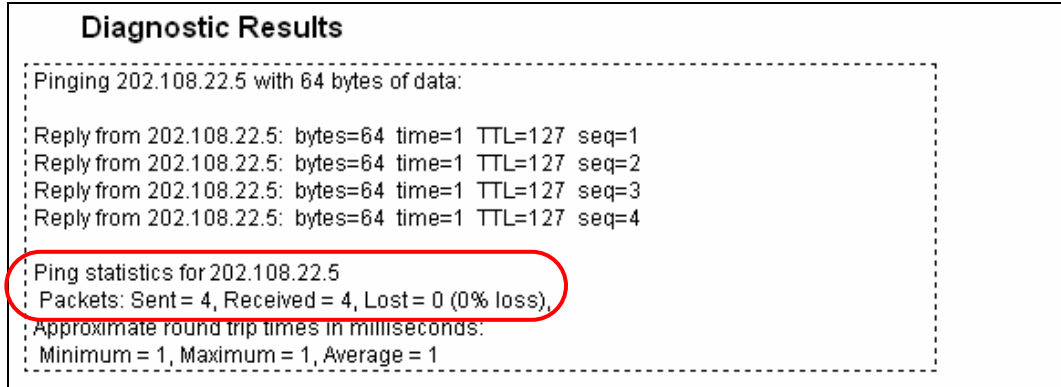 Diagnostic Results
Pinging 202.108.22.5 with 64 bytes of data:
Reply from 202.108.22.5: bytes=64 time=1 TTL=127 seq=1
Reply from 202.108.22.5: bytes=64 time=1 TTL=127 seq=2
Reply from 202.108.22.5: bytes=64 time=1 TTL=127 seq=3
Reply from 202.108.22.5: bytes=64 time=1 TTL=127 seq=4
Ping statistics for 202.108.22.5
Packets: Sent = 4, Received = 4, Lost = 0 (0% loss),
Approximate round trip times in milliseconds:
Minimum = 1, Maximum = 1, Average = 1